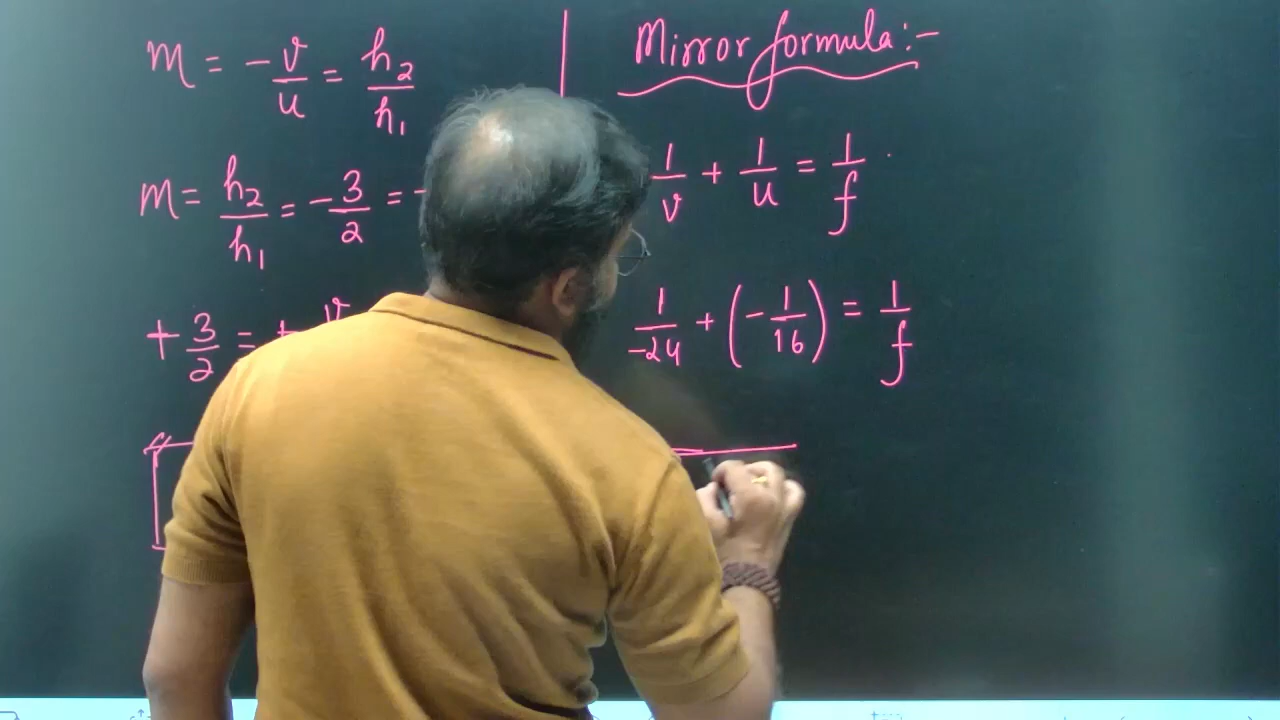 m = -v/u = h₂/h₁
m = h₂/h₁ = -3/2 = -
+3/2 = + v
Mirror formula:-
1/v + 1/u = 1/f
1/-24 + (-1/16) = 1/f